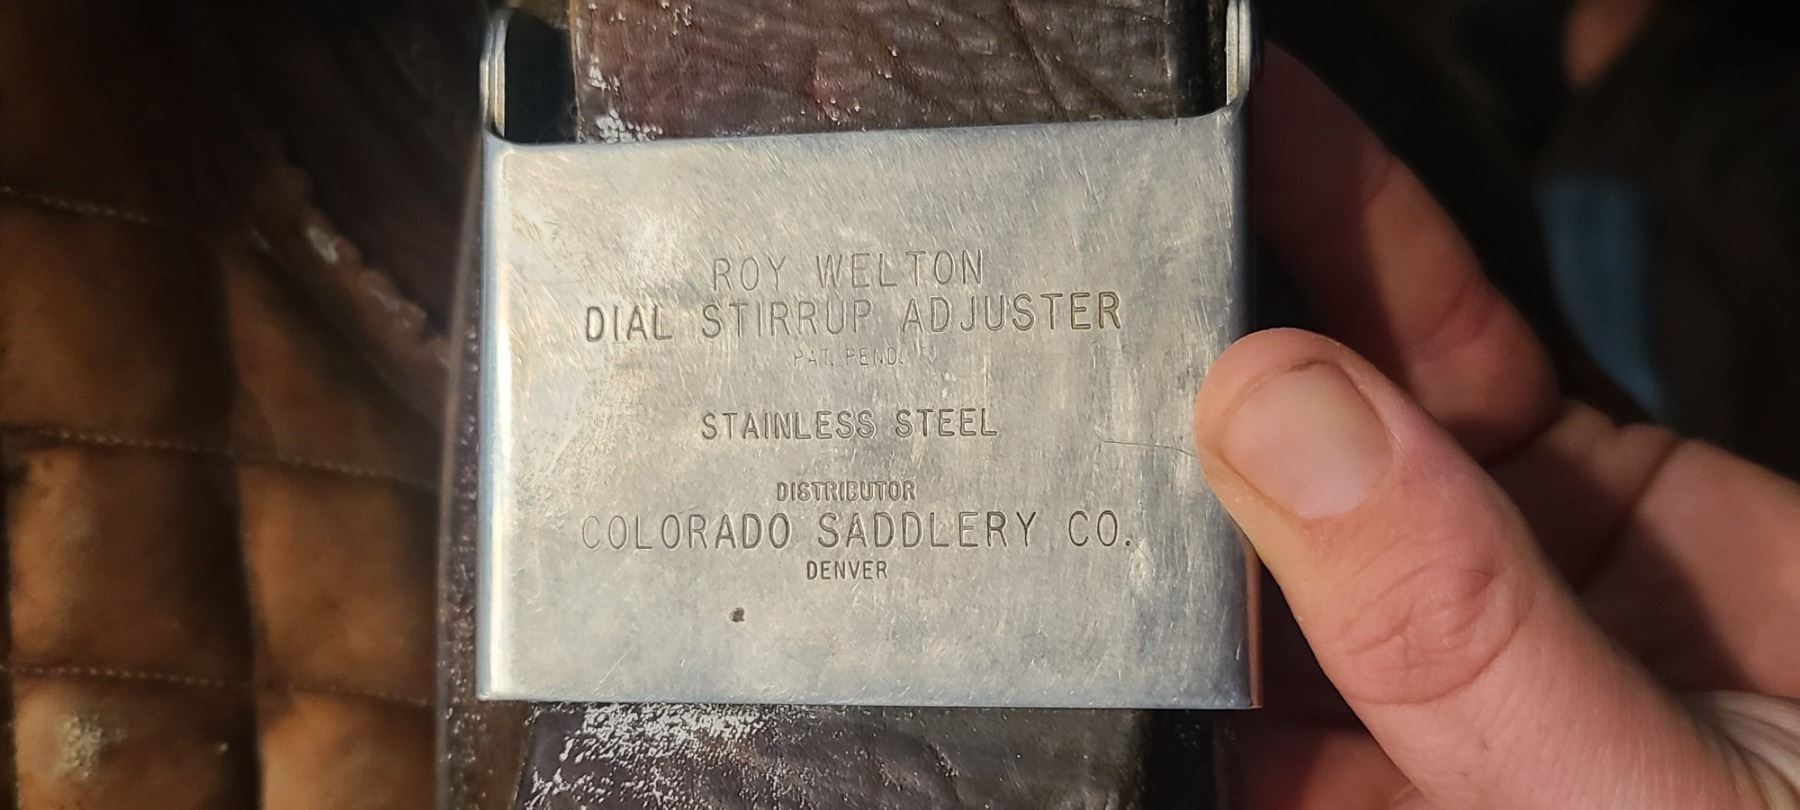 ROY WELTON
DIAL STIRRUP ADJUSTER
PAT. PEND.
STAINLESS STEEL
DISTRIBUTOR
COLORADO SADDLERY CO.
DENVER